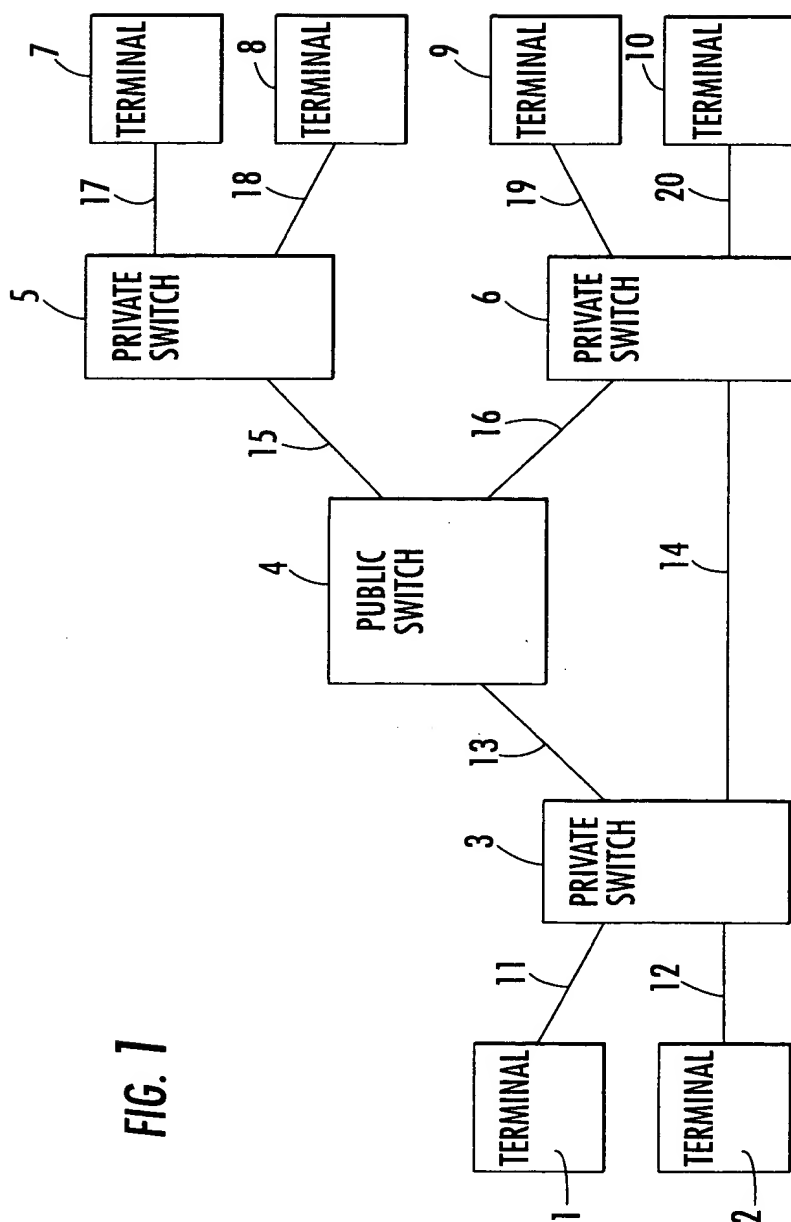 FIG. 1
TERMINAL
1
TERMINAL
2
11
12
PRIVATE
SWITCH
3
13
14
PUBLIC
SWITCH
4
15
16
PRIVATE
SWITCH
5
PRIVATE
SWITCH
6
17
18
19
20
TERMINAL
7
TERMINAL
8
TERMINAL
9
TERMINAL
10